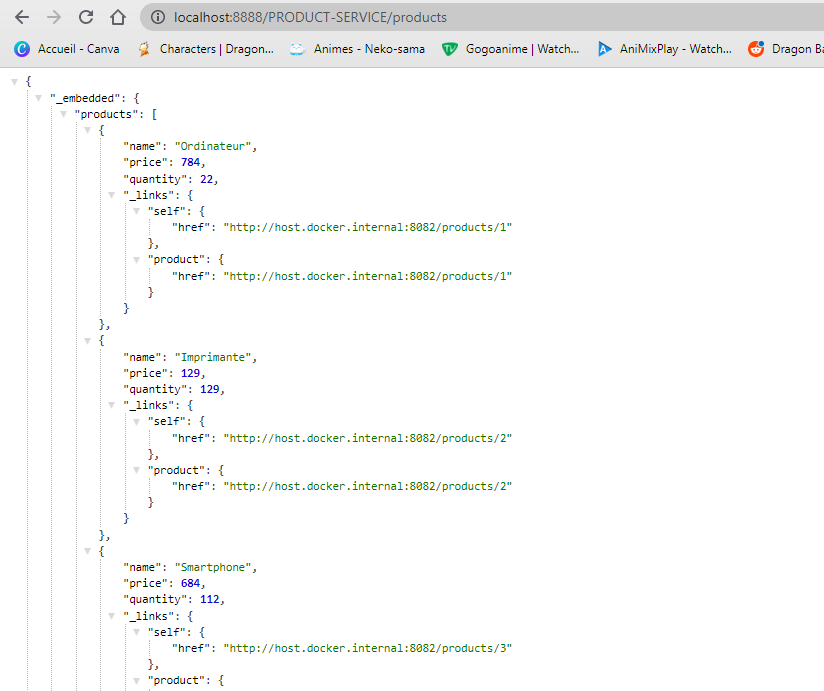 localhost:8888/PRODUCT-SERVICE/products
Accueil - Canva Characters | Dragon... Animes - Neko-sama Gogoanime | Watch... AniMixPlay - Watch... Dragon Ba
{
"_embedded": {
"products": [
{
"name": "Ordinateur",
"price": 784,
"quantity": 22,
"_links": {
"self": {
"href": "http://host.docker.internal:8082/products/1"
},
"product": {
"href": "http://host.docker.internal:8082/products/1"
}
}
},
{
"name": "Imprimante",
"price": 129,
"quantity": 129,
"_links": {
"self": {
"href": "http://host.docker.internal:8082/products/2"
},
"product": {
"href": "http://host.docker.internal:8082/products/2"
}
}
},
{
"name": "Smartphone",
"price": 684,
"quantity": 112,
"_links": {
"self": {
"href": "http://host.docker.internal:8082/products/3"
},
"product": {